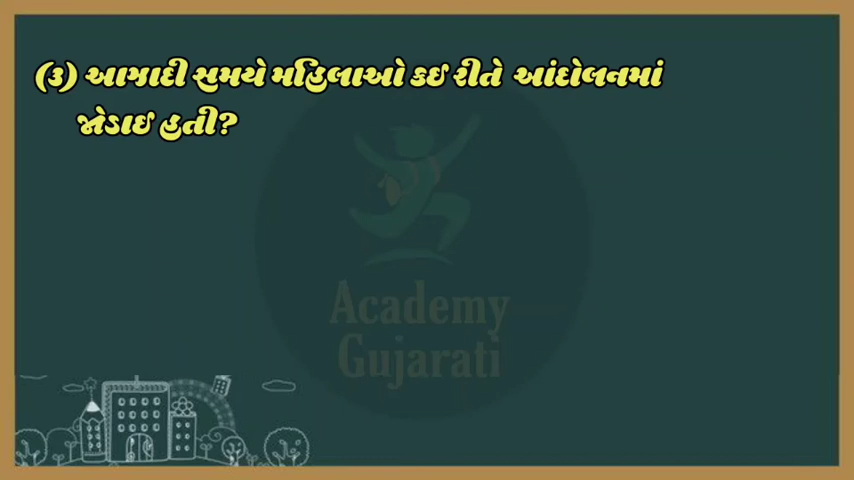 (૩) આઝાદી સમયે મહિલાઓ કઇ રીતે આંદોલનમાં
જોડાઇ હતી?
Academy
Gujarati